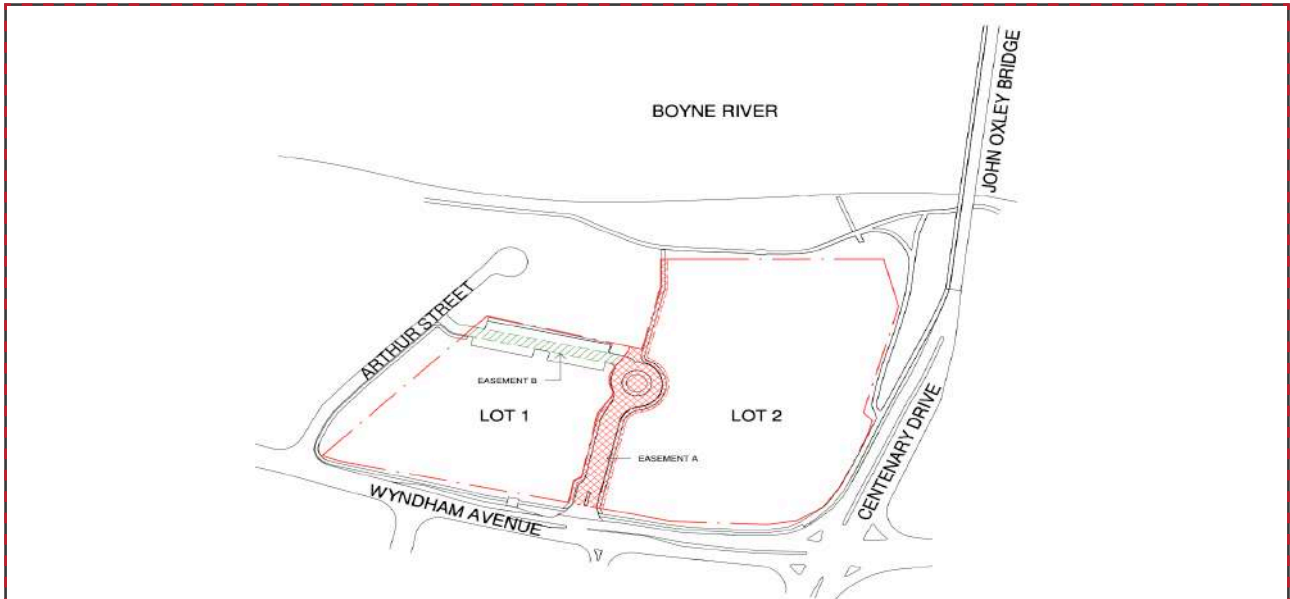 BOYNE RIVER
JOHN OXLEY BRIDGE
ARTHUR STREET
EASEMENT B
LOT 1
LOT 2
EASEMENT A
CENTENARY DRIVE
WYNDHAM AVENUE